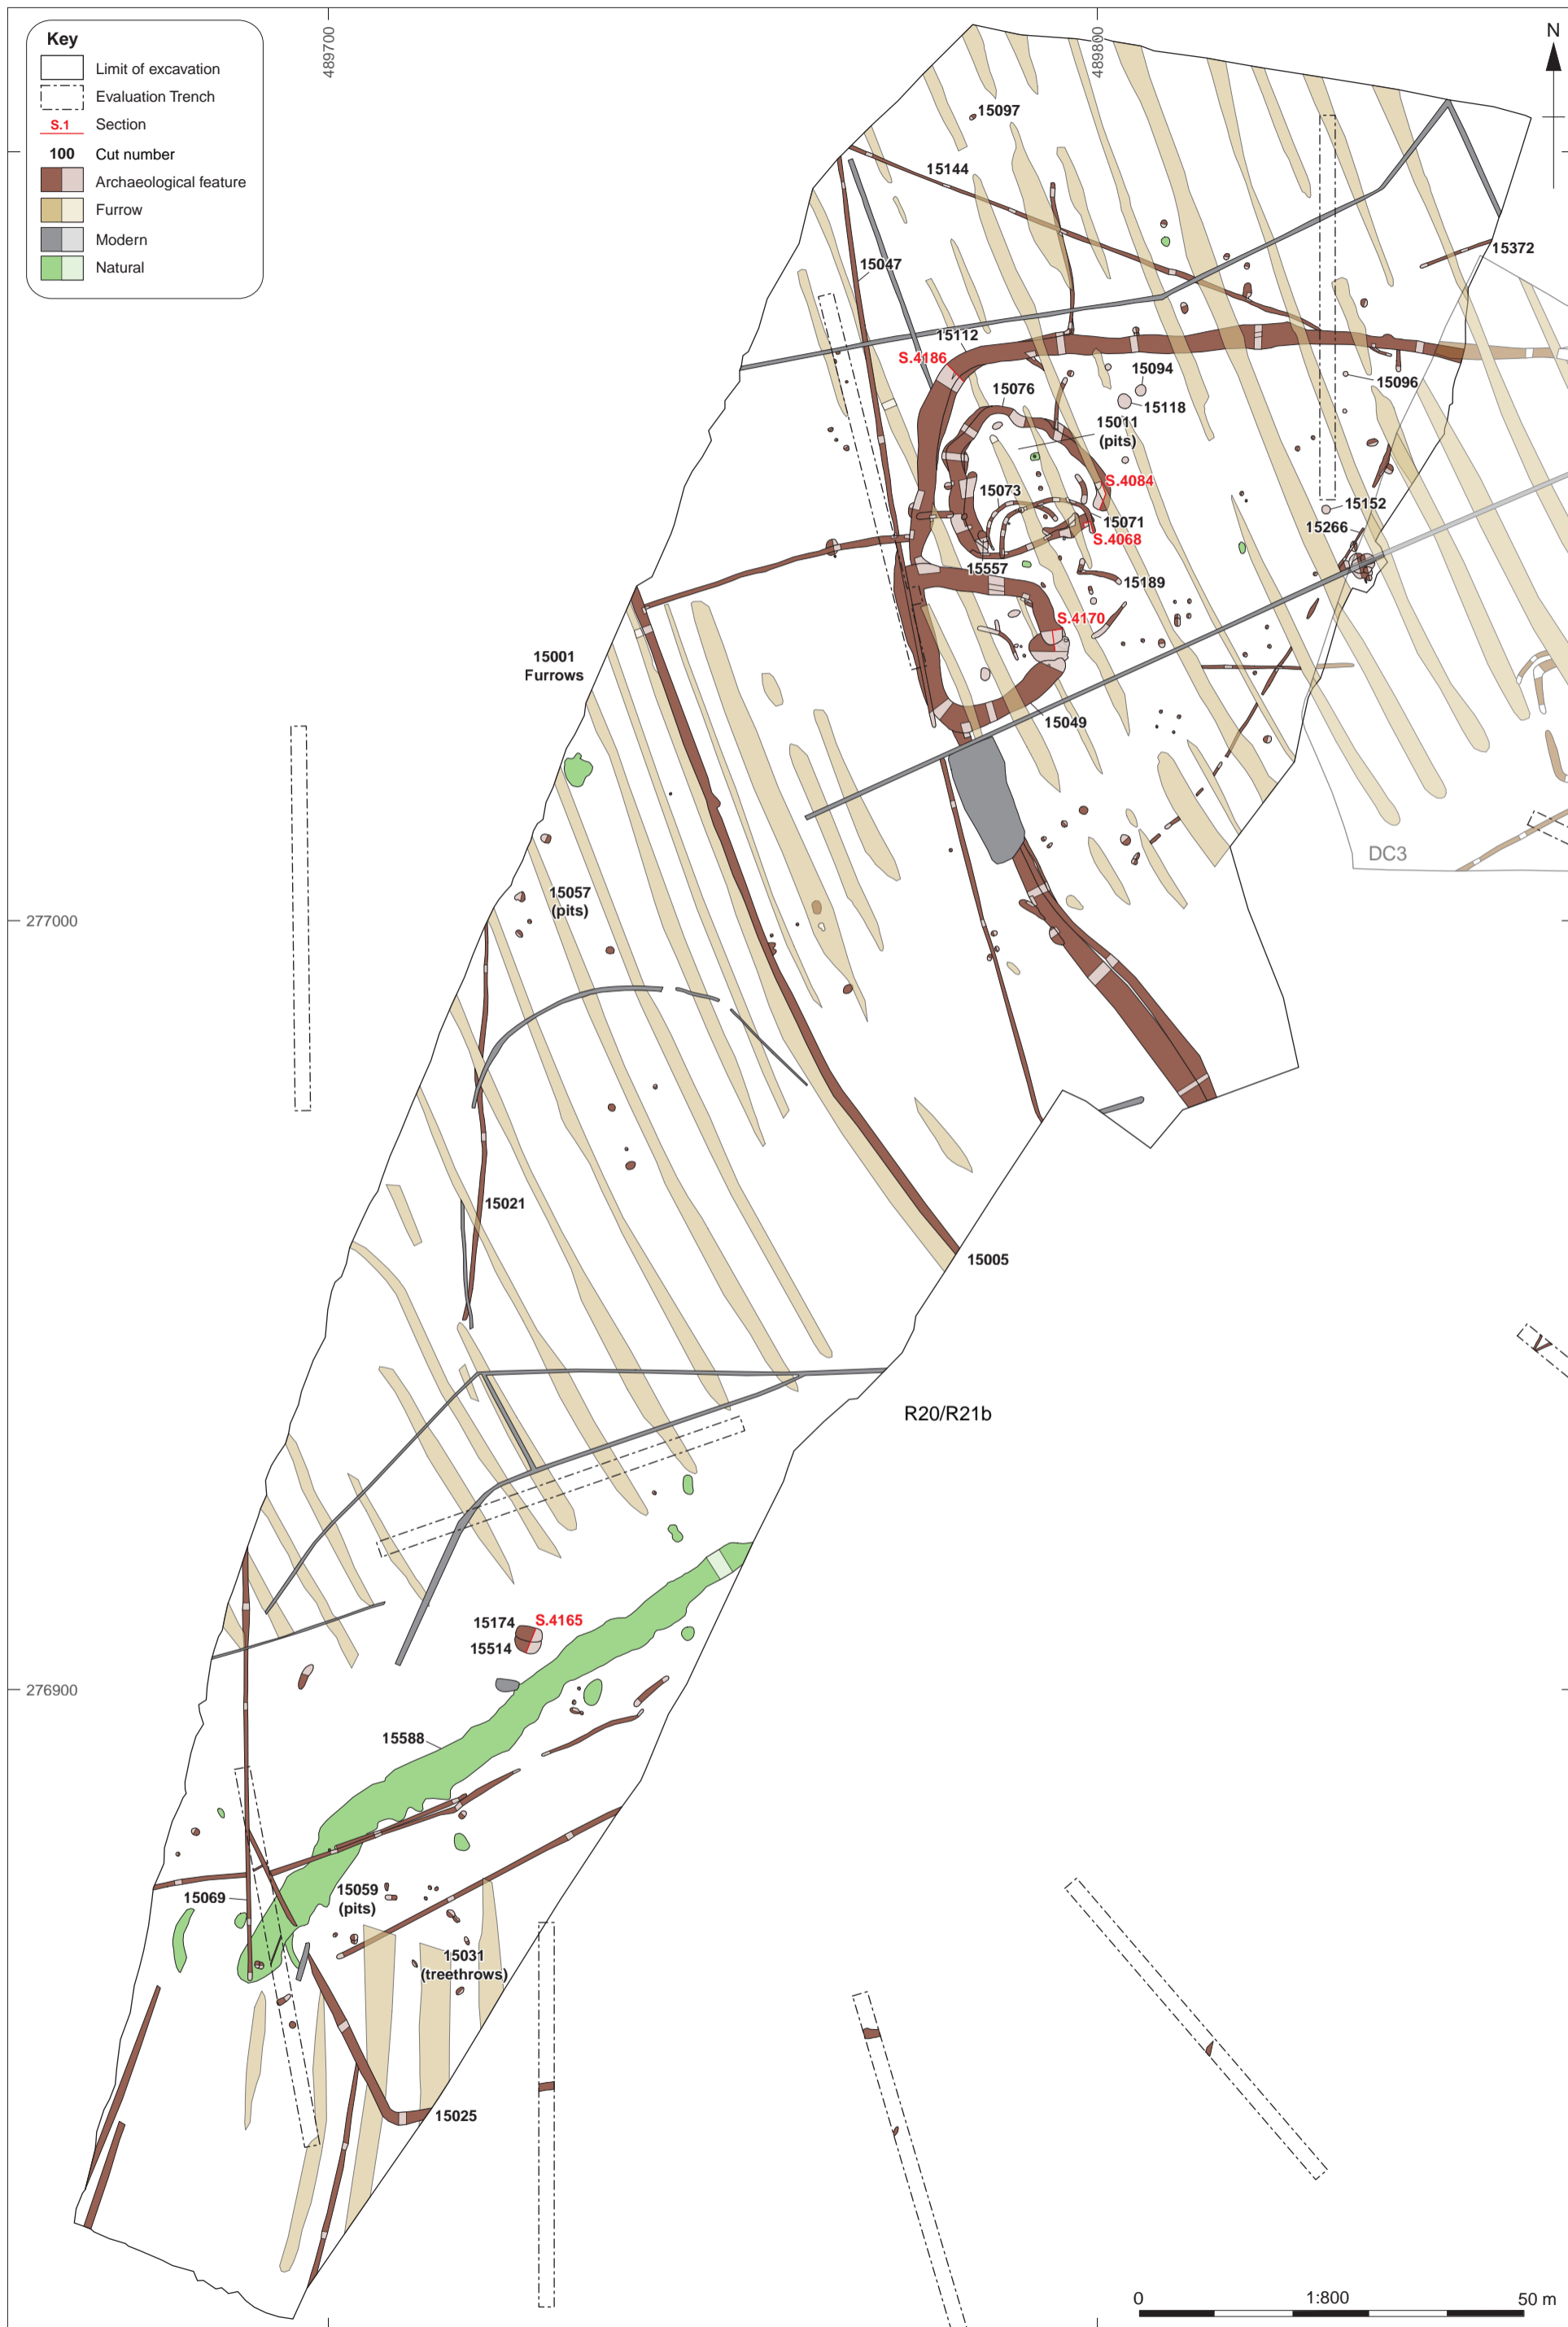 489700
489800
Key
Limit of excavation
Evaluation Trench
S.1 Section
100 Cut number
Archaeological feature
Furrow
Modern
Natural
N
15097
15144
15372
15047
15112
S.4186
15094
15096
15076
15118
15011
(pits)
S.4084
15073
15152
15071
15266
S.4068
15557
15189
S.4170
15001
Furrows
15049
DC3
15057
(pits)
277000
15021
15005
R20/R21b
15174
S.4165
15514
276900
15588
15059
(pits)
15069
15031
(treethrows)
15025
0 1:800 50 m